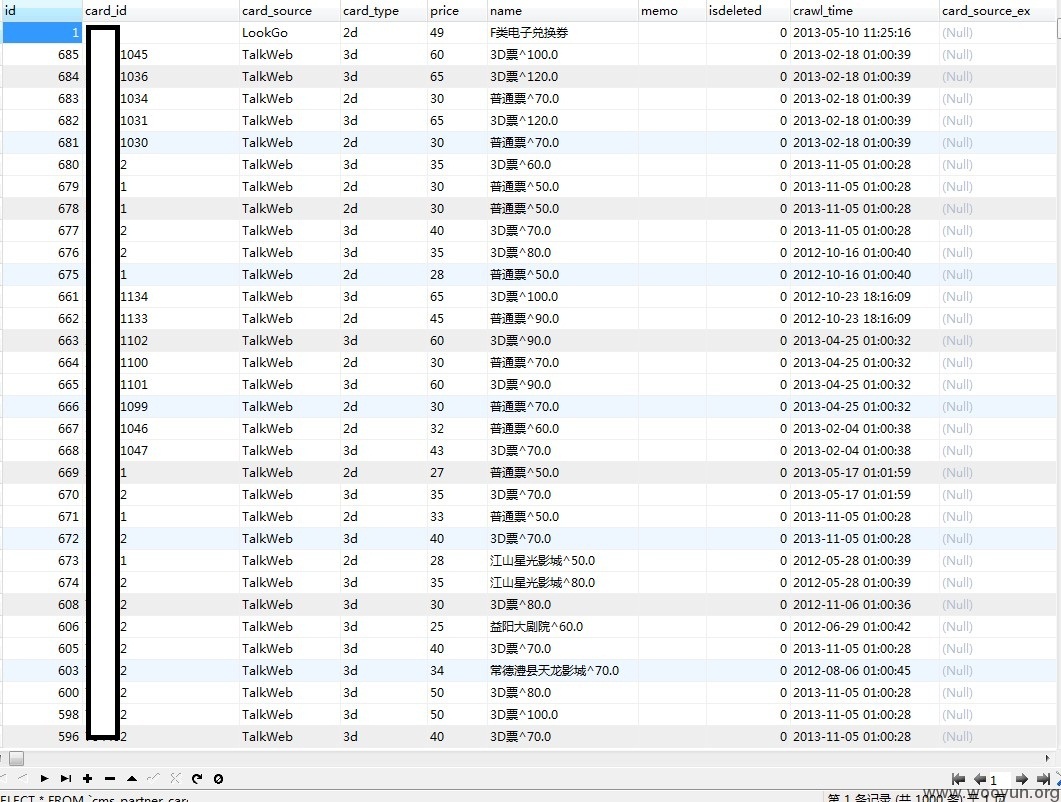 id card_id card_source card_type price name memo isdeleted crawl_time card_source_ex
1 LookGo 2d 49 F类电子兑换券 0 2013-05-10 11:25:16 (Null)
685 1045 TalkWeb 3d 60 3D票^100.0 0 2013-02-18 01:00:39 (Null)
684 1036 TalkWeb 3d 65 3D票^120.0 0 2013-02-18 01:00:39 (Null)
683 1034 TalkWeb 2d 30 普通票^70.0 0 2013-02-18 01:00:39 (Null)
682 1031 TalkWeb 3d 65 3D票^120.0 0 2013-02-18 01:00:39 (Null)
681 1030 TalkWeb 2d 30 普通票^70.0 0 2013-02-18 01:00:39 (Null)
680 2 TalkWeb 3d 35 3D票^60.0 0 2013-11-05 01:00:28 (Null)
679 1 TalkWeb 2d 30 普通票^50.0 0 2013-11-05 01:00:28 (Null)
678 1 TalkWeb 2d 30 普通票^50.0 0 2013-11-05 01:00:28 (Null)
677 2 TalkWeb 3d 40 3D票^70.0 0 2013-11-05 01:00:28 (Null)
676 2 TalkWeb 3d 35 3D票^80.0 0 2012-10-16 01:00:40 (Null)
675 1 TalkWeb 2d 28 普通票^50.0 0 2012-10-16 01:00:40 (Null)
661 1134 TalkWeb 3d 65 3D票^100.0 0 2012-10-23 18:16:09 (Null)
662 1133 TalkWeb 2d 45 普通票^90.0 0 2012-10-23 18:16:09 (Null)
663 1102 TalkWeb 3d 60 3D票^90.0 0 2013-04-25 01:00:32 (Null)
664 1100 TalkWeb 2d 30 普通票^70.0 0 2013-04-25 01:00:32 (Null)
665 1101 TalkWeb 3d 60 3D票^90.0 0 2013-04-25 01:00:32 (Null)
666 1099 TalkWeb 2d 30 普通票^70.0 0 2013-04-25 01:00:32 (Null)
667 1046 TalkWeb 2d 32 普通票^60.0 0 2013-02-04 01:00:38 (Null)
668 1047 TalkWeb 3d 43 3D票^70.0 0 2013-02-04 01:00:38 (Null)
669 1 TalkWeb 2d 27 普通票^50.0 0 2013-05-17 01:01:59 (Null)
670 2 TalkWeb 3d 35 3D票^70.0 0 2013-05-17 01:01:59 (Null)
671 1 TalkWeb 2d 33 普通票^50.0 0 2013-11-05 01:00:28 (Null)
672 2 TalkWeb 3d 40 3D票^70.0 0 2013-11-05 01:00:28 (Null)
673 1 TalkWeb 2d 28 江山星光影城^50.0 0 2012-05-28 01:00:39 (Null)
674 2 TalkWeb 3d 35 江山星光影城^80.0 0 2012-05-28 01:00:39 (Null)
608 2 TalkWeb 3d 30 3D票^80.0 0 2012-11-06 01:00:36 (Null)
606 2 TalkWeb 3d 25 益阳大剧院^60.0 0 2012-06-29 01:00:42 (Null)
605 2 TalkWeb 3d 40 3D票^70.0 0 2013-11-05 01:00:28 (Null)
603 2 TalkWeb 3d 34 常德澧县天龙影城^70.0 0 2012-08-06 01:00:45 (Null)
600 2 TalkWeb 3d 50 3D票^80.0 0 2013-11-05 01:00:28 (Null)
598 2 TalkWeb 3d 50 3D票^100.0 0 2013-11-05 01:00:28 (Null)
596 2 TalkWeb 3d 40 3D票^70.0 0 2013-11-05 01:00:28 (Null)
1
www.wooyun.org
ELECT * FROM `cms_partner_car
第 1 条记录 (共 1000 条)